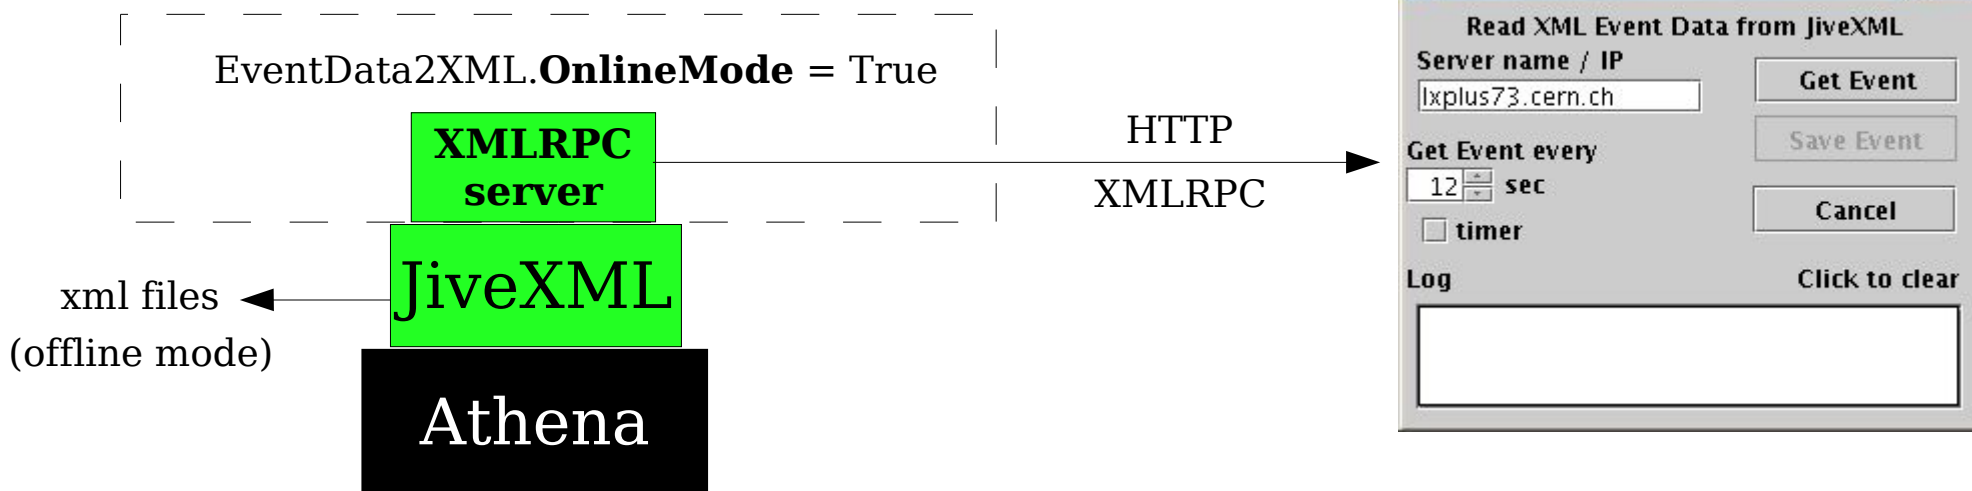 EventData2XML.OnlineMode = True
XMLRPC
server
JiveXML
Athena
xml files
(offline mode)
HTTP
XMLRPC
Read XML Event Data from JiveXML
Server name / IP
lxplus73.cern.ch
Get Event
Save Event
Get Event every
12 sec
Cancel
timer
Log
Click to clear